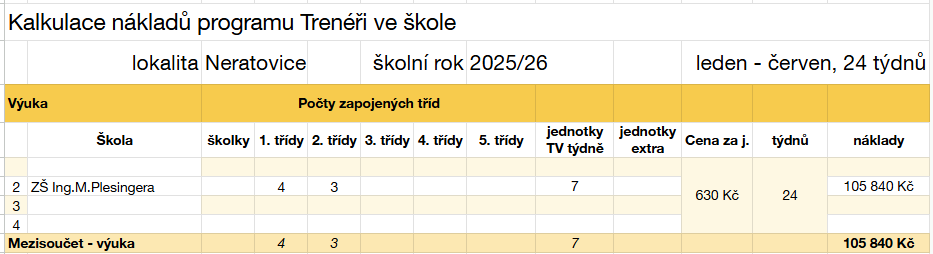 Kalkulace nákladů programu Trenéři ve škole
lokalita Neratovice školní rok 2025/26 leden - červen, 24 týdnů
Výuka Počty zapojených tříd
Škola školky 1. třídy 2. třídy 3. třídy 4. třídy 5. třídy jednotky TV týdně jednotky extra Cena za j. týdnů náklady
2 ZŠ Ing.M.Plesingera 4 3 7 630 Kč 24 105 840 Kč
3
4
Mezisoučet - výuka 4 3 7 105 840 Kč